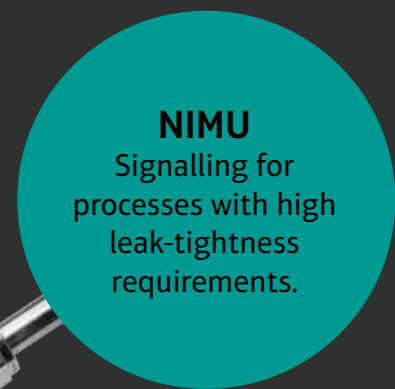 NIMU
Signalling for
processes with high
leak-tightness
requirements.